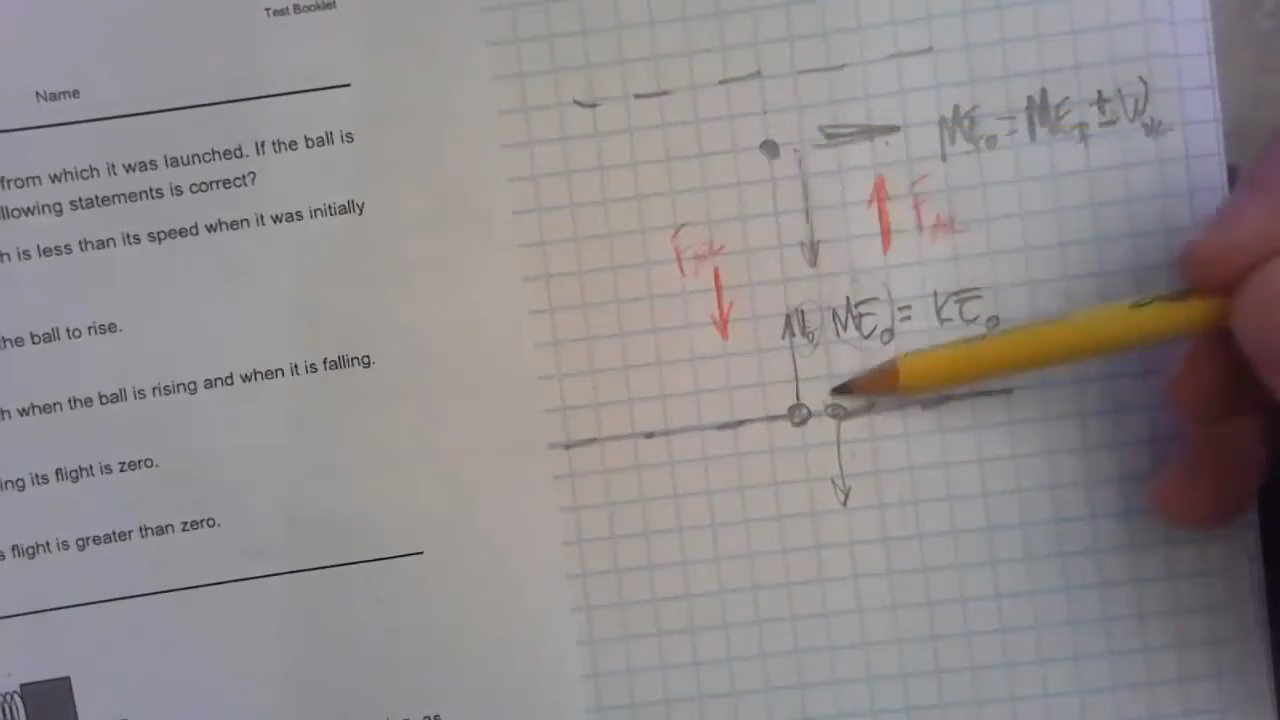 Test Booklet
Name
from which it was launched. If the ball is
llowing statements is correct?
h is less than its speed when it was initially
the ball to rise.
h when the ball is rising and when it is falling.
ing its flight is zero.
s flight is greater than zero.
ME₀ = ME
F
F
ME₀ = KE₀